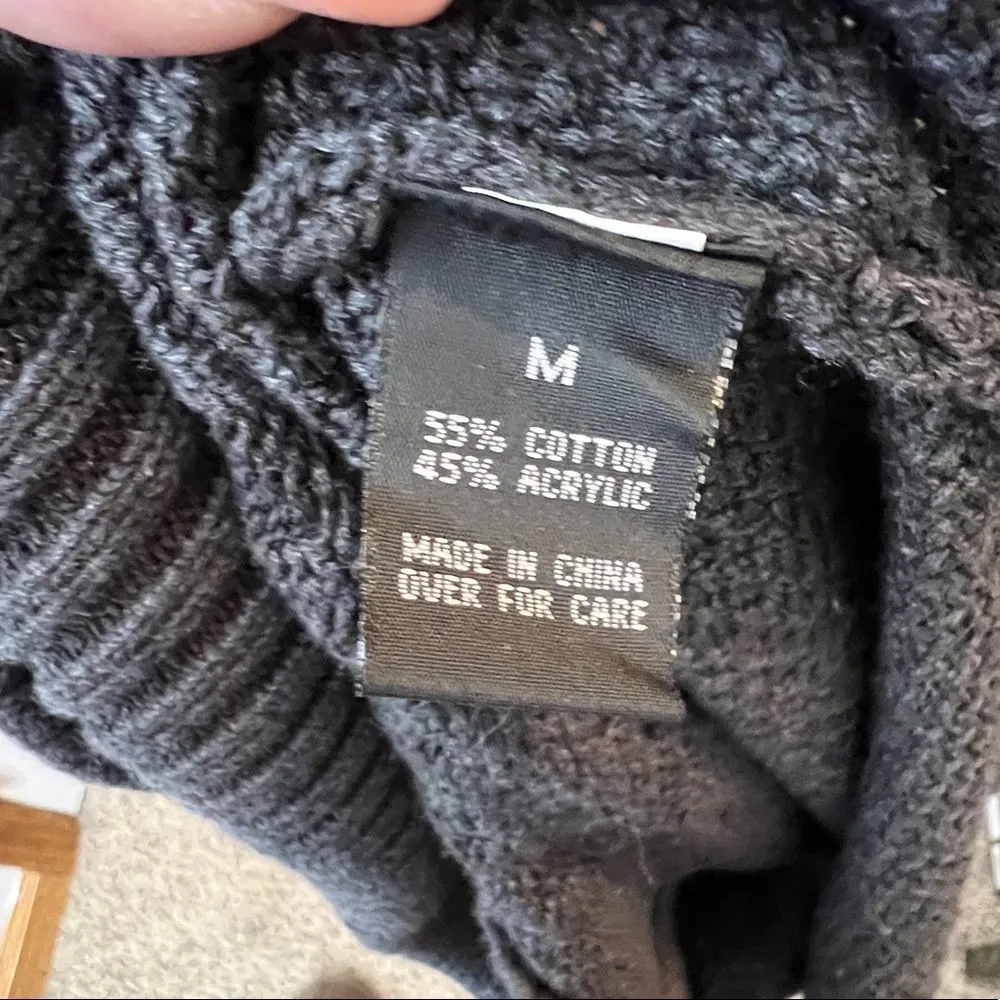 M
55% COTTON
45% ACRYLIC
MADE IN CHINA
OVER FOR CARE